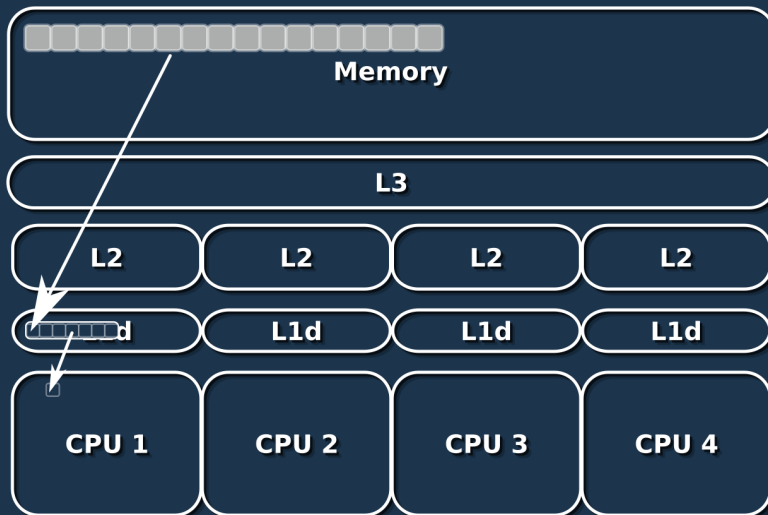 Memory
L3
L2 L2 L2 L2
L1d L1d L1d
CPU 1 CPU 2 CPU 3 CPU 4